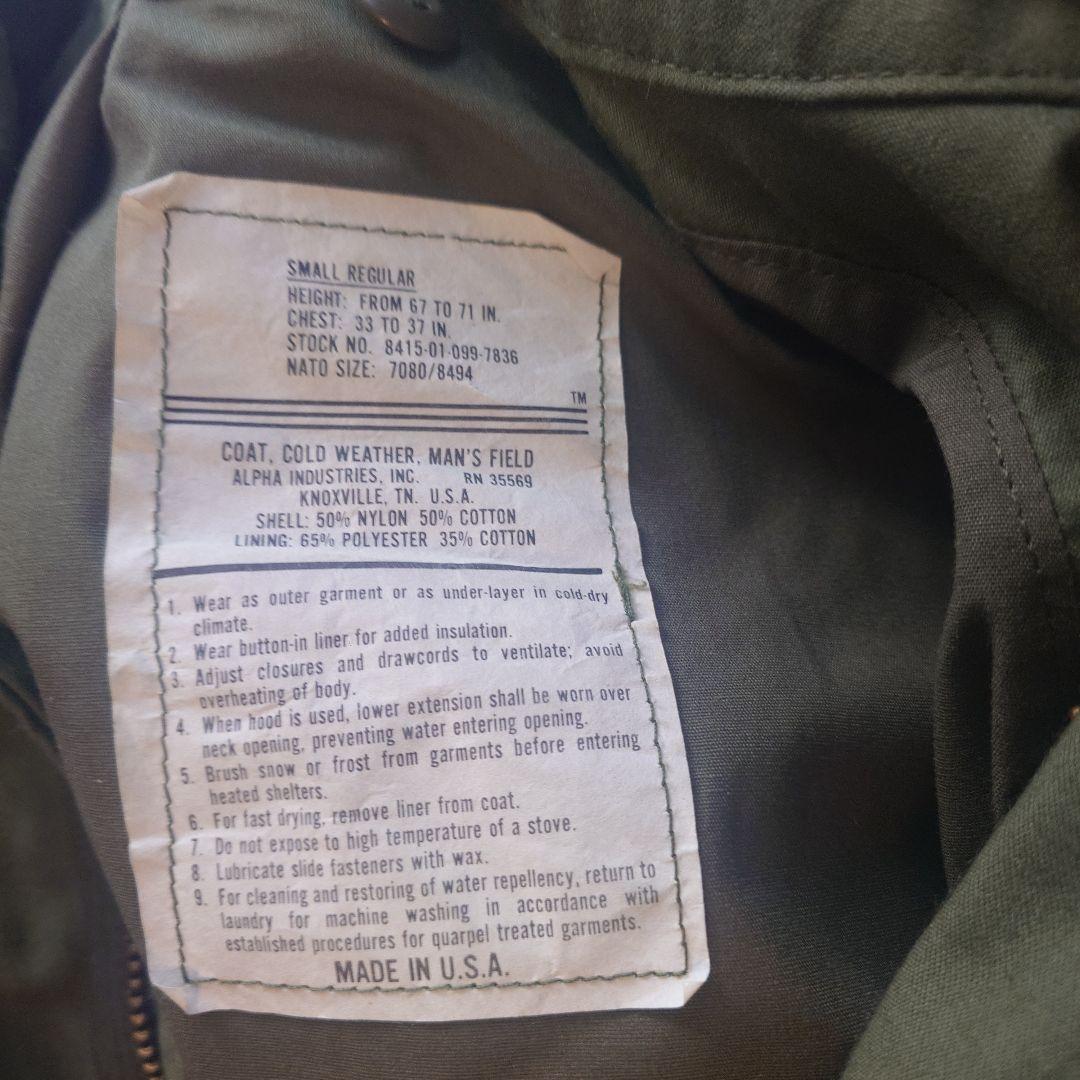 SMALL REGULAR
HEIGHT: FROM 67 TO 71 IN.
CHEST: 33 TO 37 IN.
STOCK NO. 8415-01-099-7836
NATO SIZE: 7080/8494
TM
COAT, COLD WEATHER, MAN'S FIELD
ALPHA INDUSTRIES, INC. RN 35569
KNOXVILLE, TN. U.S.A.
SHELL: 50% NYLON 50% COTTON
LINING: 65% POLYESTER 35% COTTON
1. Wear as outer garment or as under-layer in cold-dry
climate.
2. Wear button-in liner for added insulation.
3. Adjust closures and drawcords to ventilate; avoid
overheating of body.
4. When hood is used, lower extension shall be worn over
neck opening, preventing water entering opening.
5. Brush snow or frost from garments before entering
heated shelters.
6. For fast drying, remove liner from coat.
7. Do not expose to high temperature of a stove.
8. Lubricate slide fasteners with wax.
9. For cleaning and restoring of water repellency, return to
laundry for machine washing in accordance with
established procedures for quarpel treated garments.
MADE IN U.S.A.